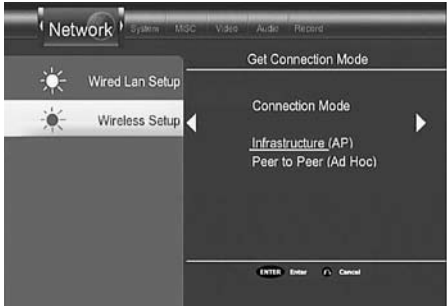 Network System MISC Video Audio Record
Get Connection Mode
Wired Lan Setup
Wireless Setup
Connection Mode
Infrastructure (AP)
Peer to Peer (Ad Hoc)
ENTER Enter Cancel